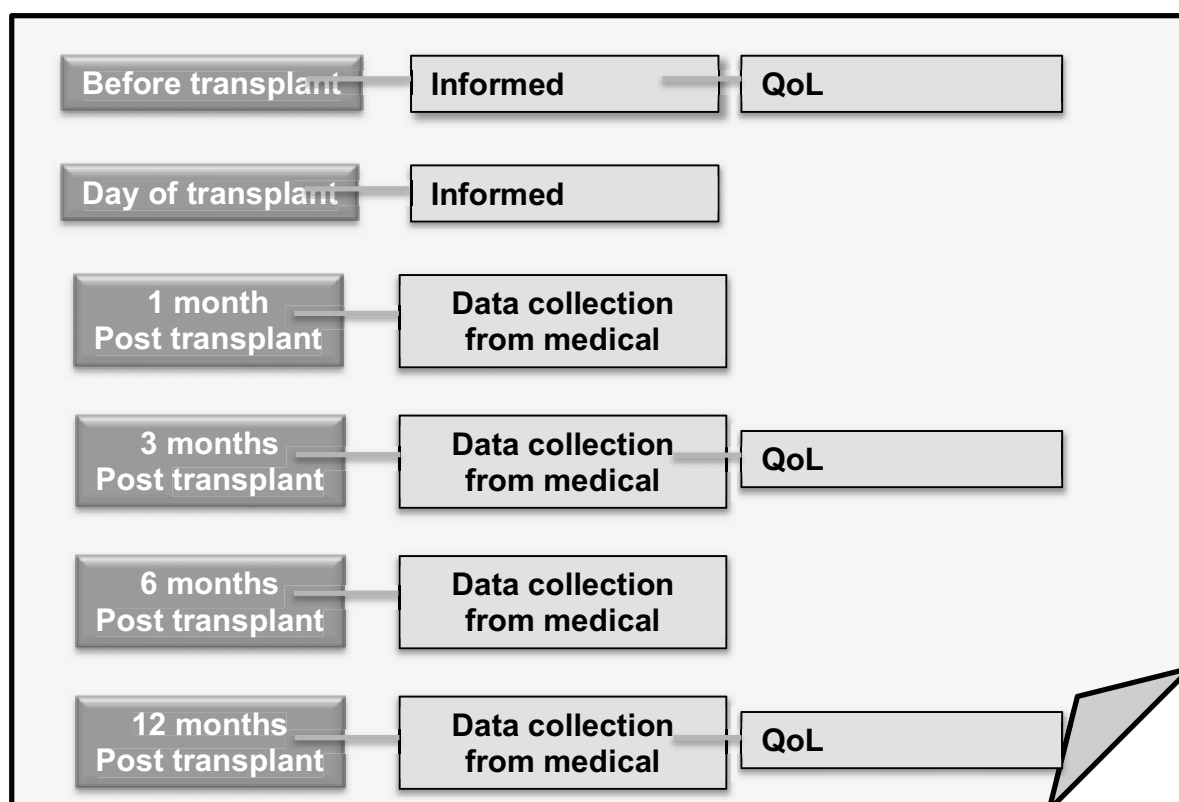 Before transplant Informed QoL
Day of transplant Informed
1 month
Post transplant
Data collection
from medical
3 months
Post transplant
Data collection
from medical
QoL
6 months
Post transplant
Data collection
from medical
12 months
Post transplant
Data collection
from medical
QoL